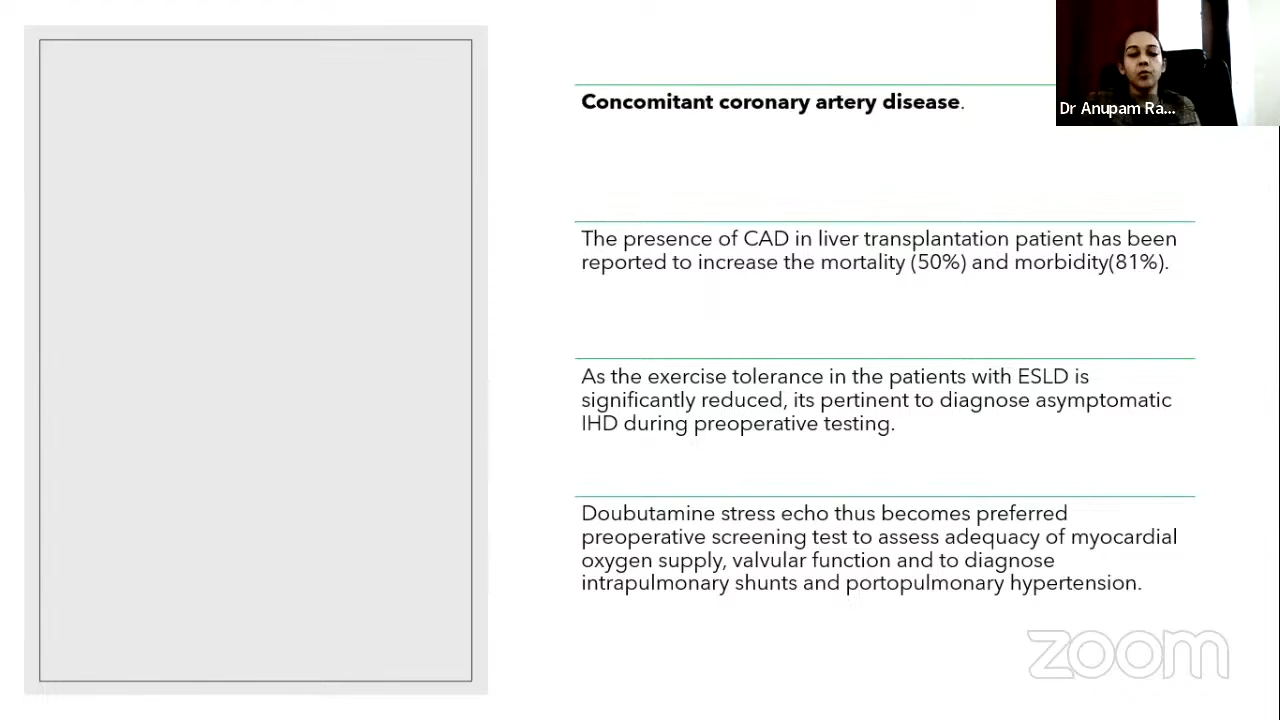 Concomitant coronary artery disease.
Dr Anupam Ra...
The presence of CAD in liver transplantation patient has been
reported to increase the mortality (50%) and morbidity(81%).
As the exercise tolerance in the patients with ESLD is
significantly reduced, its pertinent to diagnose asymptomatic
IHD during preoperative testing.
Doubutamine stress echo thus becomes preferred
preoperative screening test to assess adequacy of myocardial
oxygen supply, valvular function and to diagnose
intrapulmonary shunts and portopulmonary hypertension.
zoom